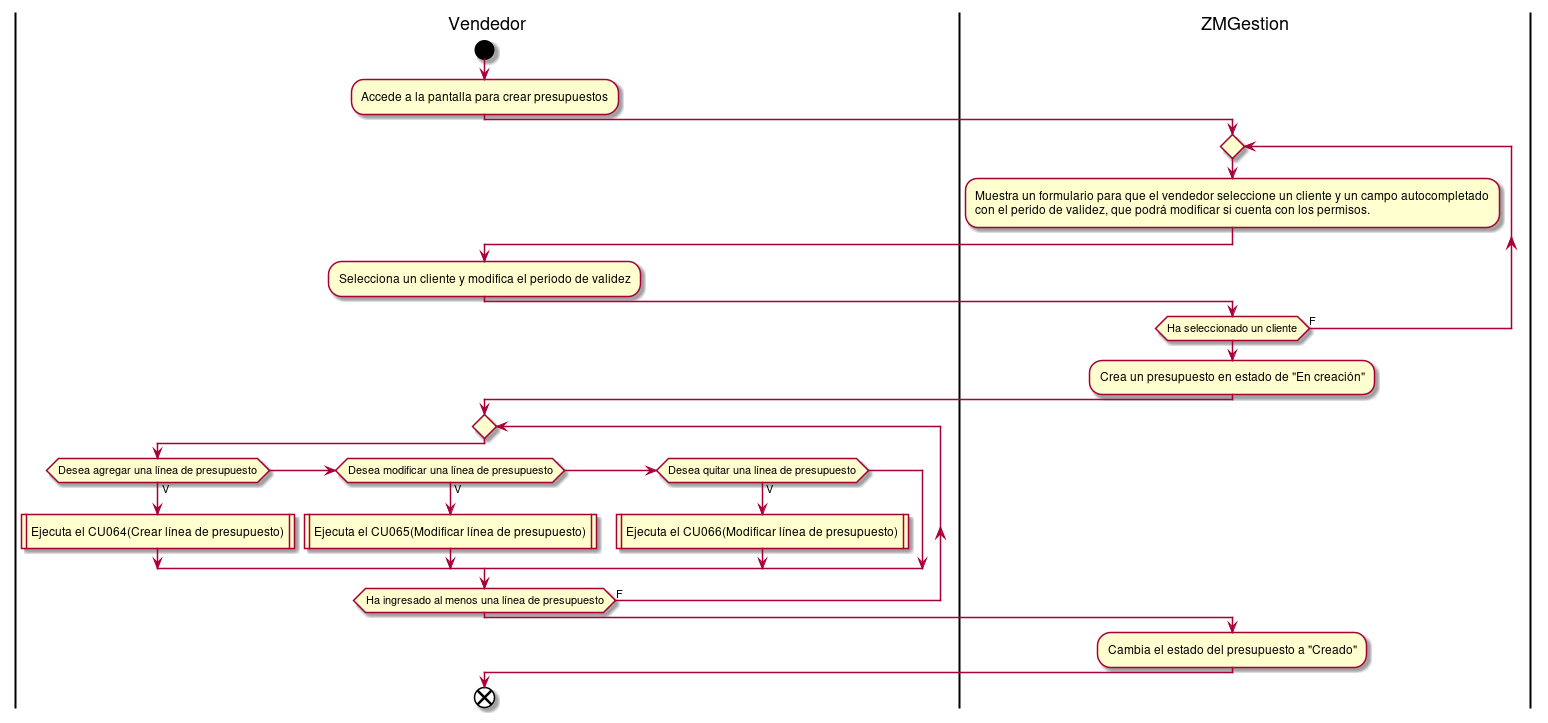 Vendedor
ZMGestion
Accede a la pantalla para crear presupuestos
Muestra un formulario para que el vendedor seleccione un cliente y un campo autocompletado
con el perido de validez, que podrá modificar si cuenta con los permisos.
Selecciona un cliente y modifica el periodo de validez
Ha seleccionado un cliente
F
Crea un presupuesto en estado de "En creación"
Desea agregar una línea de presupuesto
Desea modificar una línea de presupuesto
Desea quitar una línea de presupuesto
V
V
V
Ejecuta el CU064(Crear línea de presupuesto)
Ejecuta el CU065(Modificar línea de presupuesto)
Ejecuta el CU066(Modificar línea de presupuesto)
Ha ingresado al menos una línea de presupuesto
F
Cambia el estado del presupuesto a "Creado"